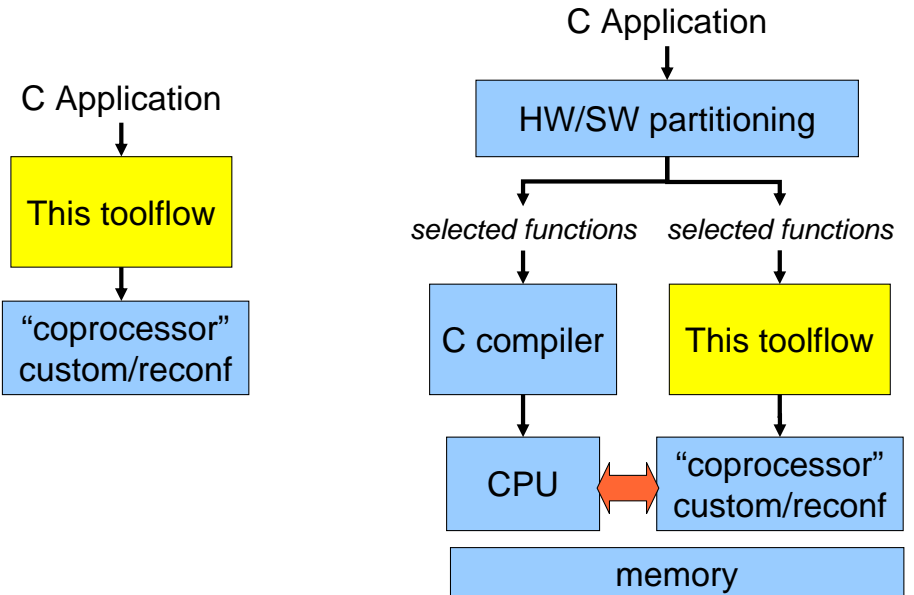 C Application
This toolflow
“coprocessor”
custom/reconf
C Application
HW/SW partitioning
selected functions
selected functions
C compiler
This toolflow
CPU
“coprocessor”
custom/reconf
memory